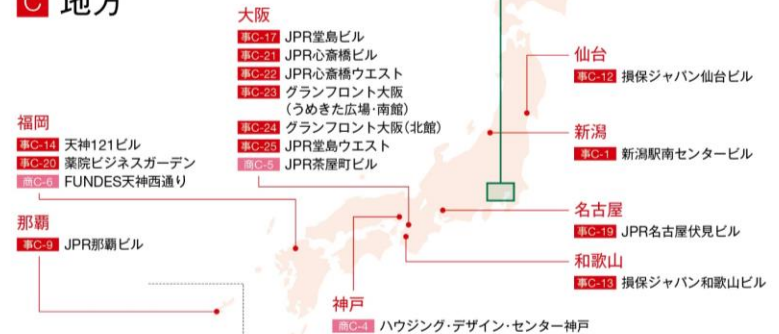 C 地方
大阪
事C-17 JPR堂島ビル
事C-21 JPR心斎橋ビル
事C-22 JPR心斎橋ウエスト
事C-23 グランフロント大阪
(うめきた広場・南館)
事C-24 グランフロント大阪(北館)
事C-25 JPR堂島ウエスト
商C-5 JPR茶屋町ビル
福岡
事C-14 天神121ビル
事C-20 薬院ビジネスガーデン
商C-6 FUNDES天神西通り
那覇
事C-9 JPR那覇ビル
神戸
商C-4 ハウジング・デザイン・センター神戸
仙台
事C-12 損保ジャパン仙台ビル
新潟
事C-1 新潟駅南センタービル
名古屋
事C-19 JPR名古屋伏見ビル
和歌山
事C-13 損保ジャパン和歌山ビル